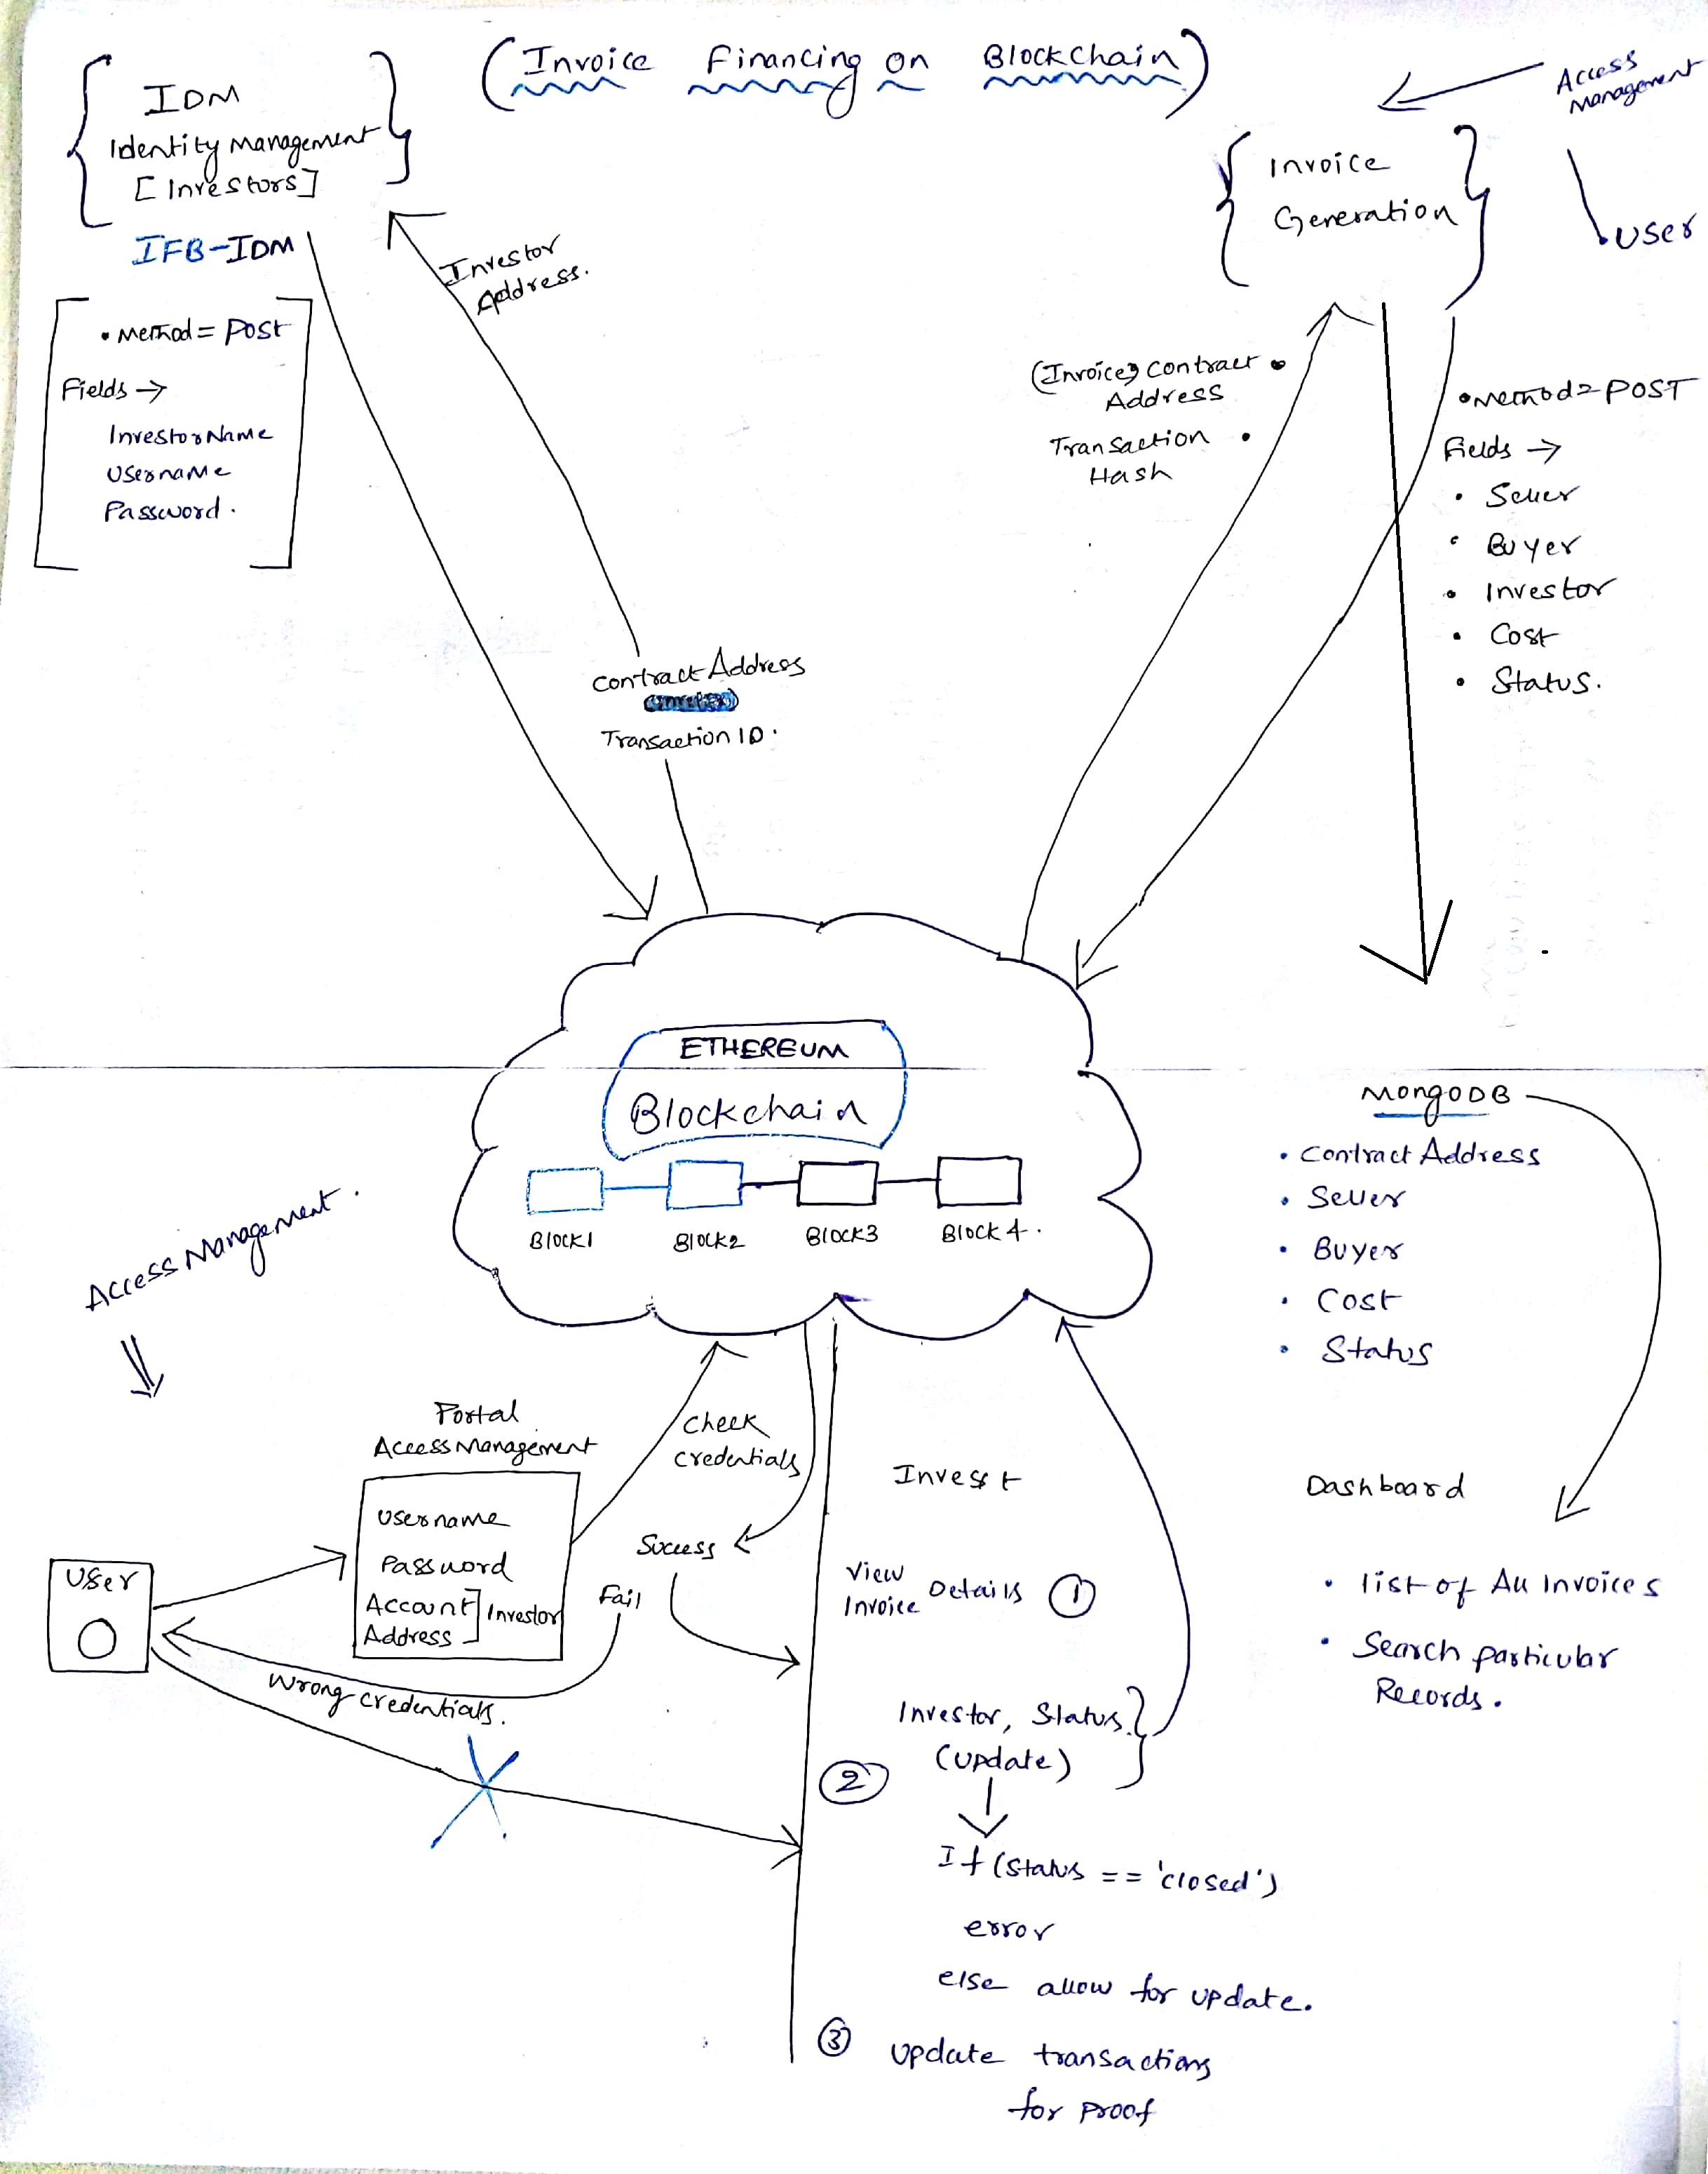 (Invoice Financing on Blockchain)
IDM
Identity Management
[Investors]
IFB-IDM
• Method = Post
Fields →
InvestorName
Username
Password.
Investor
Address.
Contract Address
Transaction ID.
Access
Management
User
Invoice
Generation
(Invoice) Contract •
Address
Transaction •
Hash
• Method = POST
Fields →
• Seller
• Buyer
• Investor
• Cost
• Status.
ETHEREUM
Blockchain
Block1
Block2
Block3
Block 4.
MongoDB
• Contract Address
• Seller
• Buyer
• Cost
• Status
Dashboard
• list of All Invoices
• Search particular
Records.
Access Management.
Portal
Access Management
Username
Password
Account ] Investor
Address
User
Check
credentials
Success
Fail
Wrong credentials.
Invest
View
Invoice Details ①
Investor, Status }
(update)
②
If (status == 'closed')
error
else allow for update.
③ update transactions
for proof